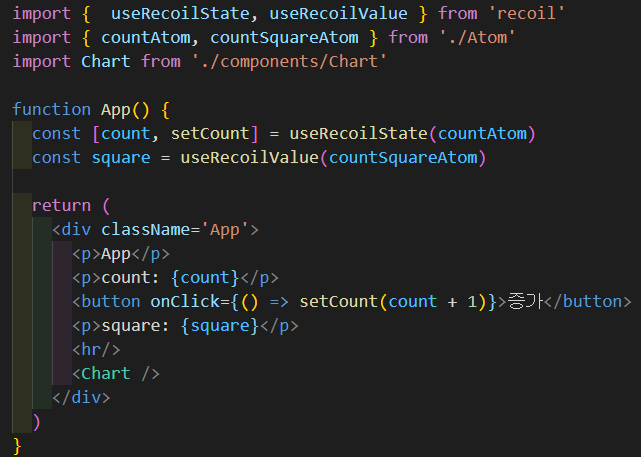 import {  useRecoilState, useRecoilValue } from 'recoil'
import { countAtom, countSquareAtom } from './Atom'
import Chart from './components/Chart'

function App() {
  const [count, setCount] = useRecoilState(countAtom)
  const square = useRecoilValue(countSquareAtom)

  return (
    <div className='App'>
      <p>App</p>
      <p>count: {count}</p>
      <button onClick={() => setCount(count + 1)}>증가</button>
      <p>square: {square}</p>
      <hr/>
      <Chart />
    </div>
  )
}